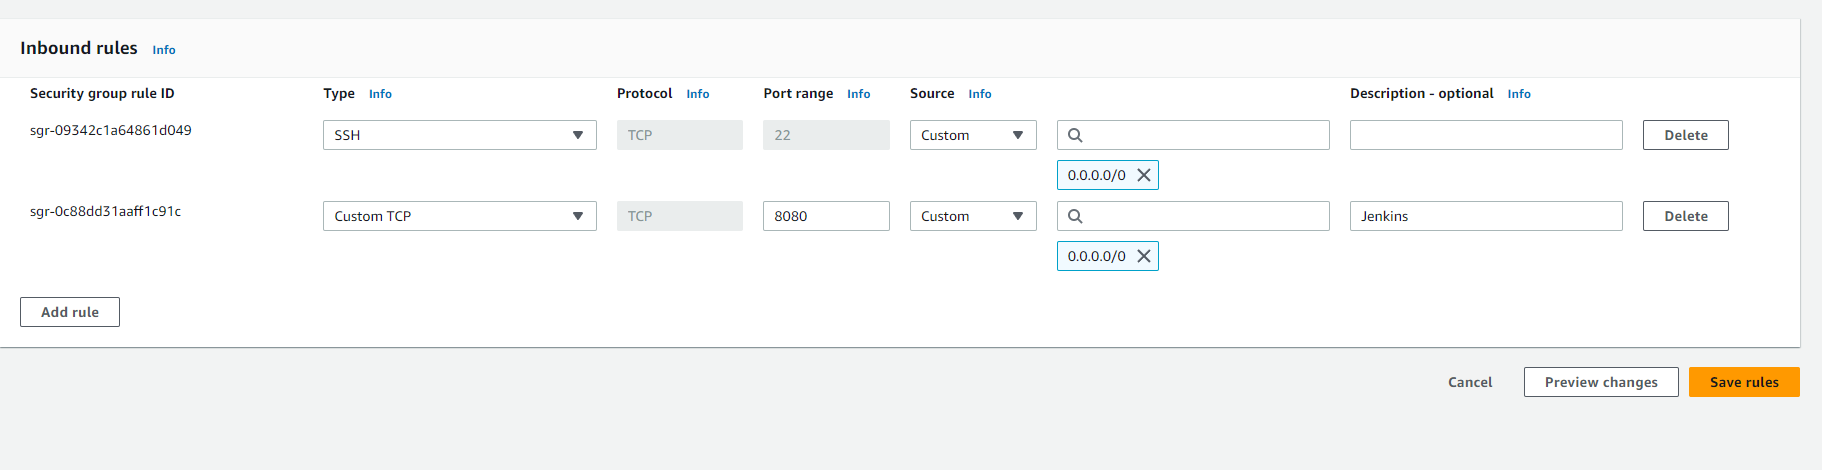 Inbound rules Info
Security group rule ID Type Info Protocol Info Port range Info Source Info Description - optional Info
sgr-09342c1a64861d049 SSH TCP 22 Custom Delete
0.0.0.0/0
sgr-0c88dd31aaff1c91c Custom TCP TCP 8080 Custom Jenkins Delete
0.0.0.0/0
Add rule
Cancel Preview changes Save rules